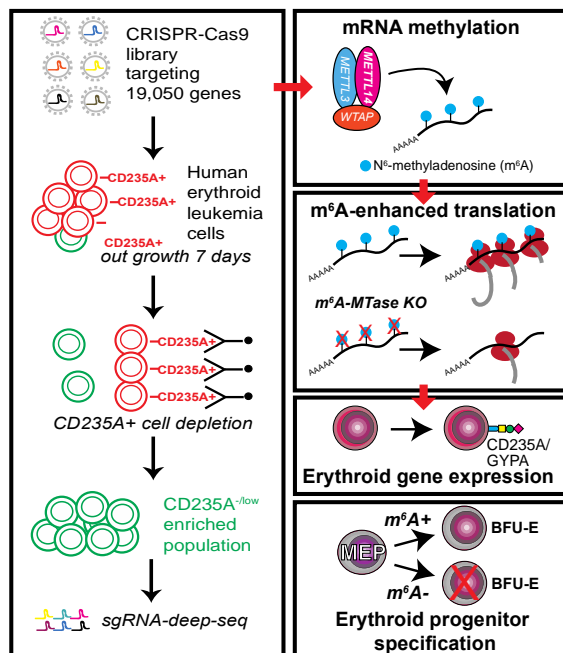 CRISPR-Cas9
library
targeting
19,050 genes
CD235A+
CD235A+
CD235A+
Human
erythroid
leukemia
cells
out growth 7 days
CD235A+
CD235A+
CD235A+
CD235A+ cell depletion
CD235A-/low
enriched
population
sgRNA-deep-seq
mRNA methylation
METTL3
METTL14
WTAP
AAAAA
N⁶-methyladenosine (m⁶A)
m⁶A-enhanced translation
AAAAA
AAAAA
m⁶A-MTase KO
AAAAA
AAAAA
CD235A/
GYPA
Erythroid gene expression
MEP
m⁶A+
BFU-E
m⁶A-
BFU-E
Erythroid progenitor
specification